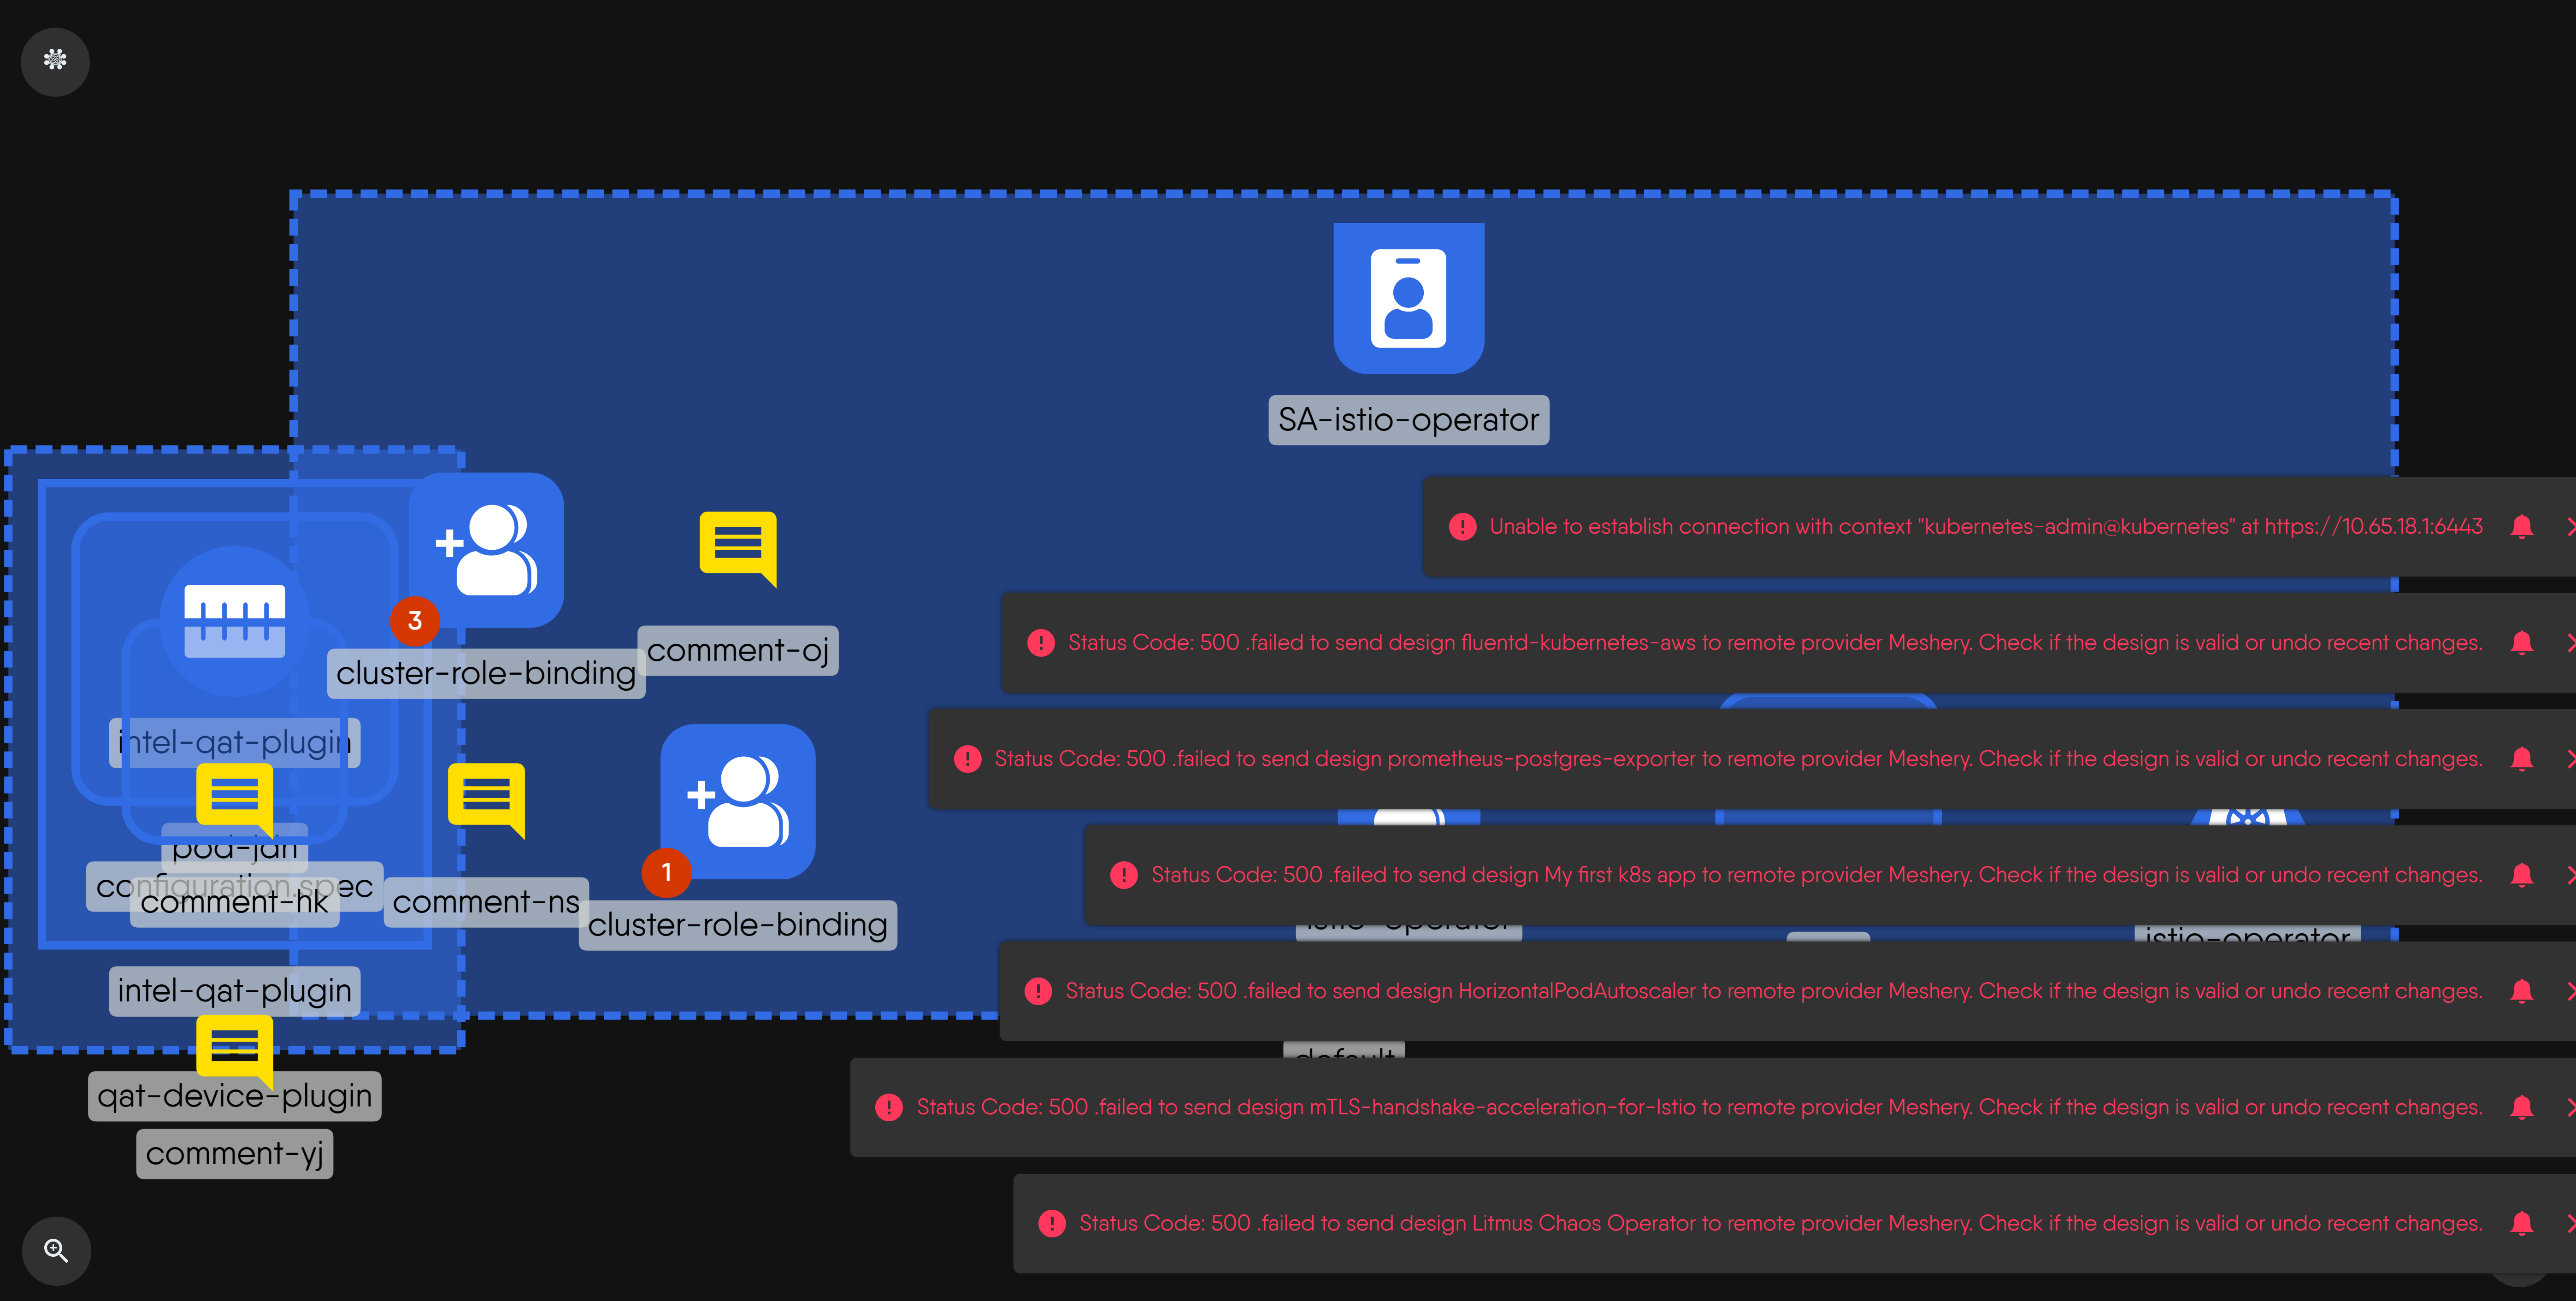 SA-istio-operator
Unable to establish connection with context "kubernetes-admin@kubernetes" at https://10.65.18.1:6443
3
Status Code: 500 .failed to send design fluentd-kubernetes-aws to remote provider Meshery. Check if the design is valid or undo recent changes.
comment-oj
cluster-role-binding
intel-qat-plugin
Status Code: 500 .failed to send design prometheus-postgres-exporter to remote provider Meshery. Check if the design is valid or undo recent changes.
pod-jdn
1
Status Code: 500 .failed to send design My first k8s app to remote provider Meshery. Check if the design is valid or undo recent changes.
configuration.spec
comment-hk
comment-ns
cluster-role-binding
istio-operator
istio-operator
intel-qat-plugin
Status Code: 500 .failed to send design HorizontalPodAutoscaler to remote provider Meshery. Check if the design is valid or undo recent changes.
default
qat-device-plugin
Status Code: 500 .failed to send design mTLS-handshake-acceleration-for-Istio to remote provider Meshery. Check if the design is valid or undo recent changes.
comment-yj
Status Code: 500 .failed to send design Litmus Chaos Operator to remote provider Meshery. Check if the design is valid or undo recent changes.